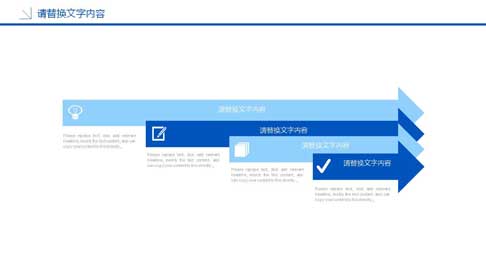 请替换文字内容
请替换文字内容
Please replace text, click add relevant
headline, modify the text content, also can
copy your content to this directly.
请替换文字内容
Please replace text, click add relevant
headline, modify the text content, also
can copy your content to this directly.
请替换文字内容
Please replace text, click add relevant
headline, modify the text content, also
can copy your content to this directly.
请替换文字内容
Please replace text, click add relevant
headline, modify the text content, also can
copy your content to this directly.